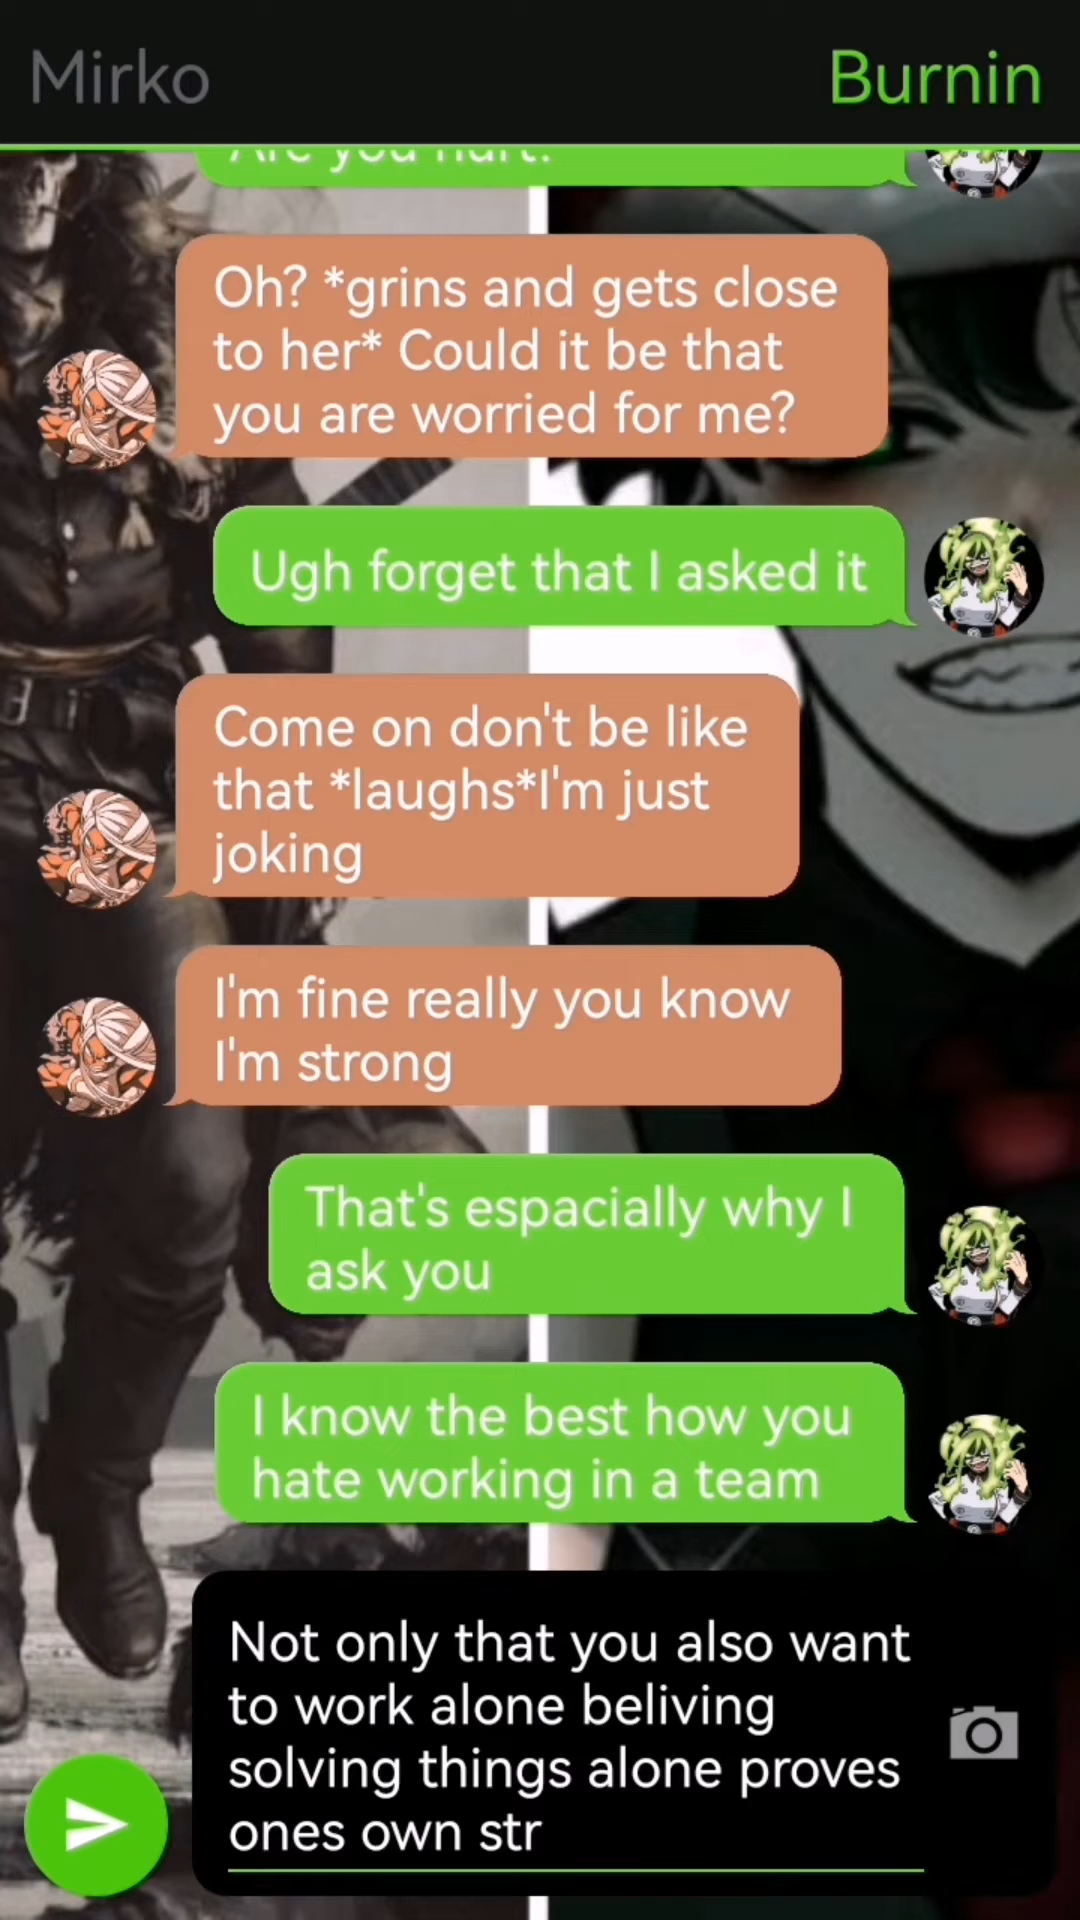 Mirko
Burnin
Are you hurt?
Oh? *grins and gets close
to her* Could it be that
you are worried for me?
Ugh forget that I asked it
Come on don't be like
that *laughs*I'm just
joking
I'm fine really you know
I'm strong
That's espacially why I
ask you
I know the best how you
hate working in a team
Not only that you also want
to work alone beliving
solving things alone proves
ones own str